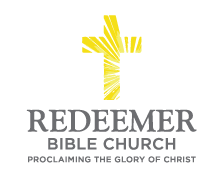 REDEEMER
BIBLE CHURCH
PROCLAIMING THE GLORY OF CHRIST